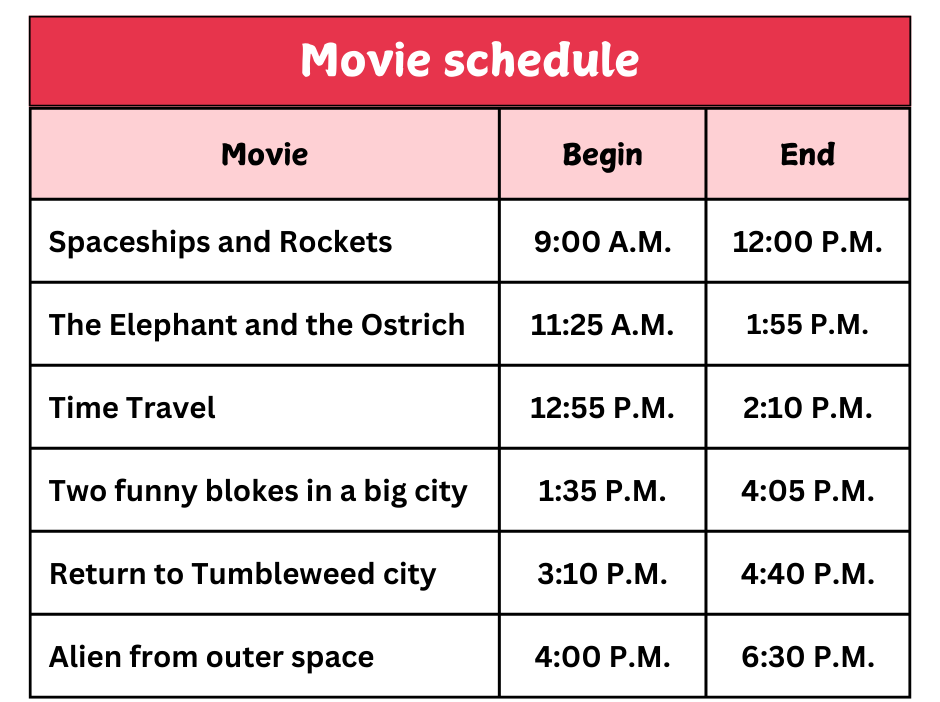 Movie schedule
Movie Begin End
Spaceships and Rockets 9:00 A.M. 12:00 P.M.
The Elephant and the Ostrich 11:25 A.M. 1:55 P.M.
Time Travel 12:55 P.M. 2:10 P.M.
Two funny blokes in a big city 1:35 P.M. 4:05 P.M.
Return to Tumbleweed city 3:10 P.M. 4:40 P.M.
Alien from outer space 4:00 P.M. 6:30 P.M.